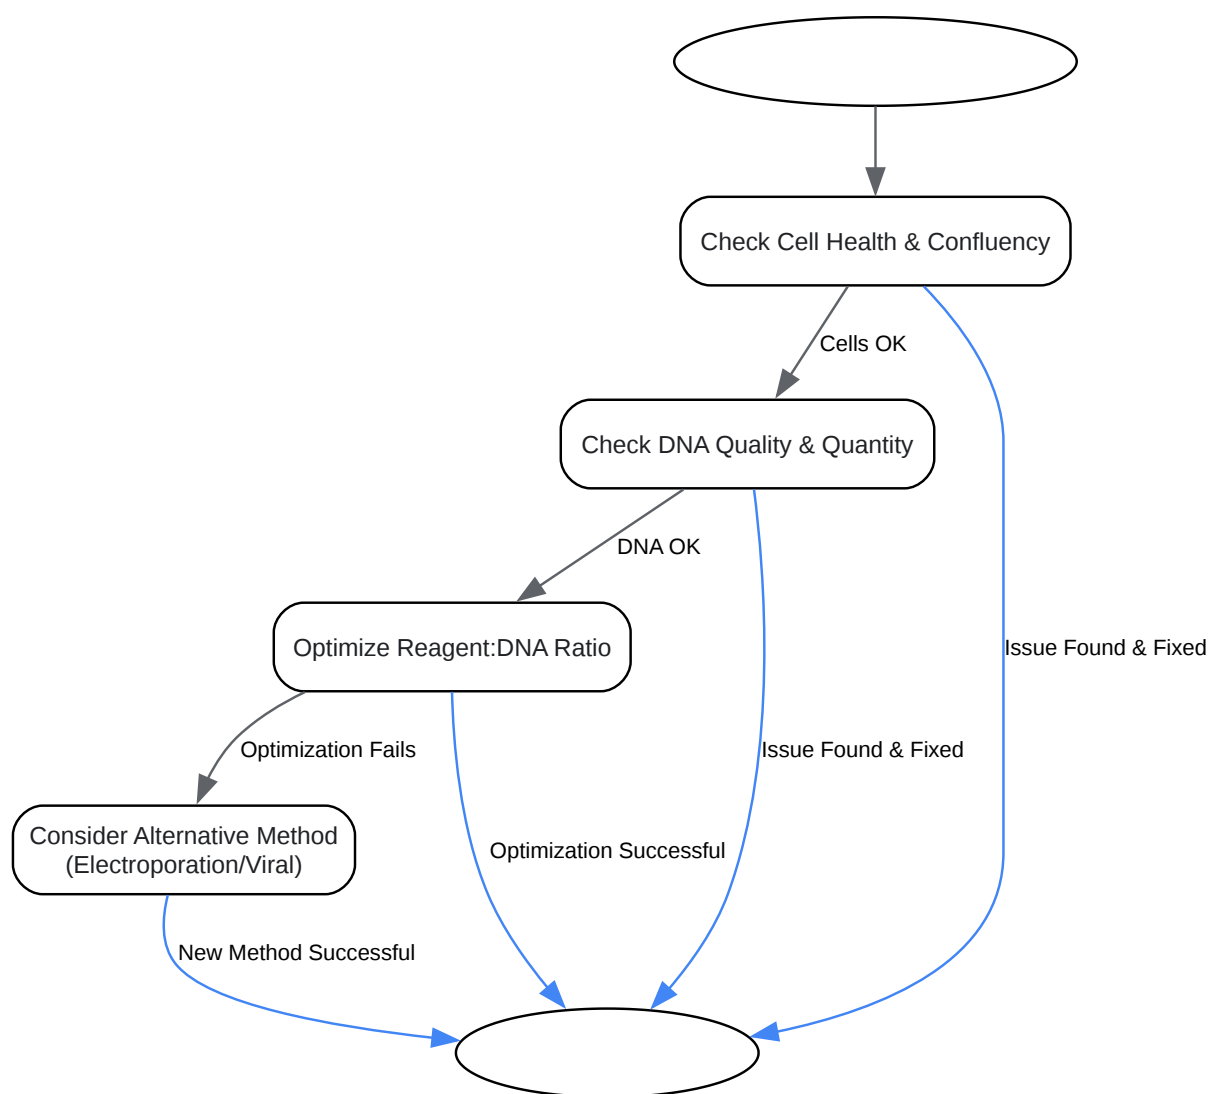 Check Cell Health & Confluency
Cells OK
Check DNA Quality & Quantity
DNA OK
Optimize Reagent:DNA Ratio
Issue Found & Fixed
Optimization Fails
Issue Found & Fixed
Consider Alternative Method
(Electroporation/Viral)
Optimization Successful
New Method Successful